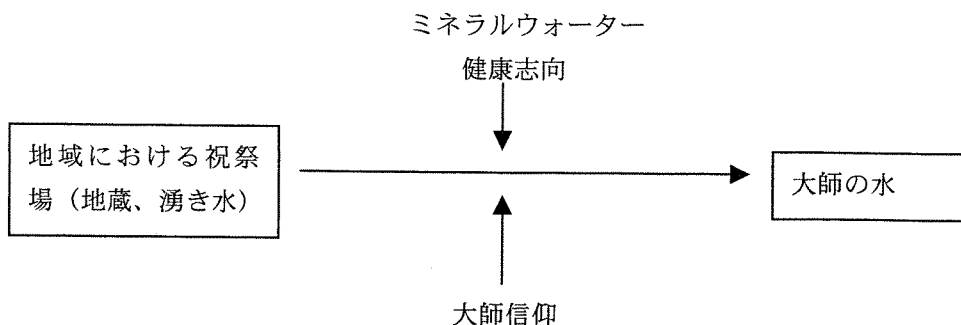 ミネラルウォーター
健康志向
地域における祝祭
場（地蔵、湧き水）
大師の水
大師信仰